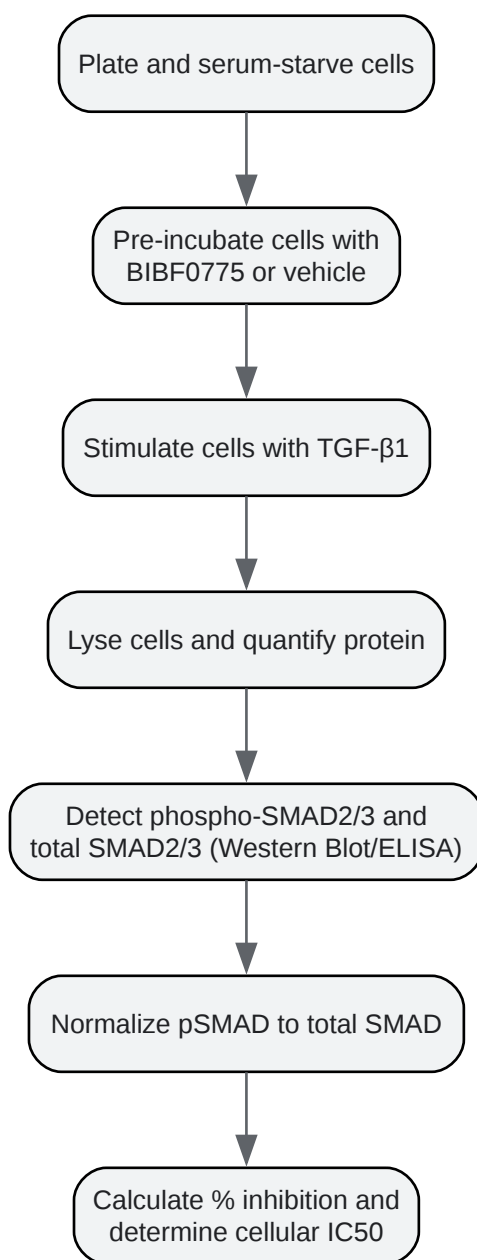 Plate and serum-starve cells
Pre-incubate cells with
BIBF0775 or vehicle
Stimulate cells with TGF-β1
Lyse cells and quantify protein
Detect phospho-SMAD2/3 and
total SMAD2/3 (Western Blot/ELISA)
Normalize pSMAD to total SMAD
Calculate % inhibition and
determine cellular IC50